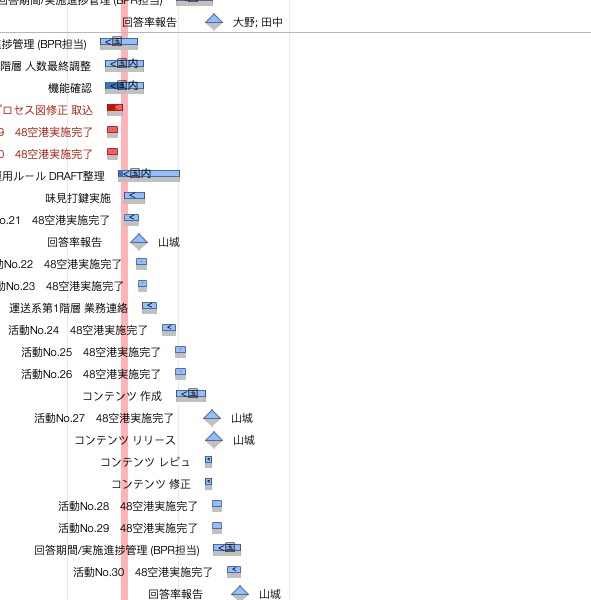 回答期間/実施進捗管理 (BPR担当)
回答率報告 大野; 田中
進捗管理 (BPR担当) <国
階層 人数最終調整 <国内
機能確認 <国内
プロセス図修正 取込
9 48空港実施完了
0 48空港実施完了
運用ルール DRAFT整理 <国内
味見打鍵実施 <
No.21 48空港実施完了 <
回答率報告 山城
動No.22 48空港実施完了
動No.23 48空港実施完了
運送系第1階層 業務連絡 <
活動No.24 48空港実施完了 <
活動No.25 48空港実施完了
活動No.26 48空港実施完了
コンテンツ 作成 <国
活動No.27 48空港実施完了 山城
コンテンツ リリース 山城
コンテンツ レビュ <
コンテンツ 修正 <
活動No.28 48空港実施完了
活動No.29 48空港実施完了
回答期間/実施進捗管理 (BPR担当) <国
活動No.30 48空港実施完了 <
回答率報告 山城